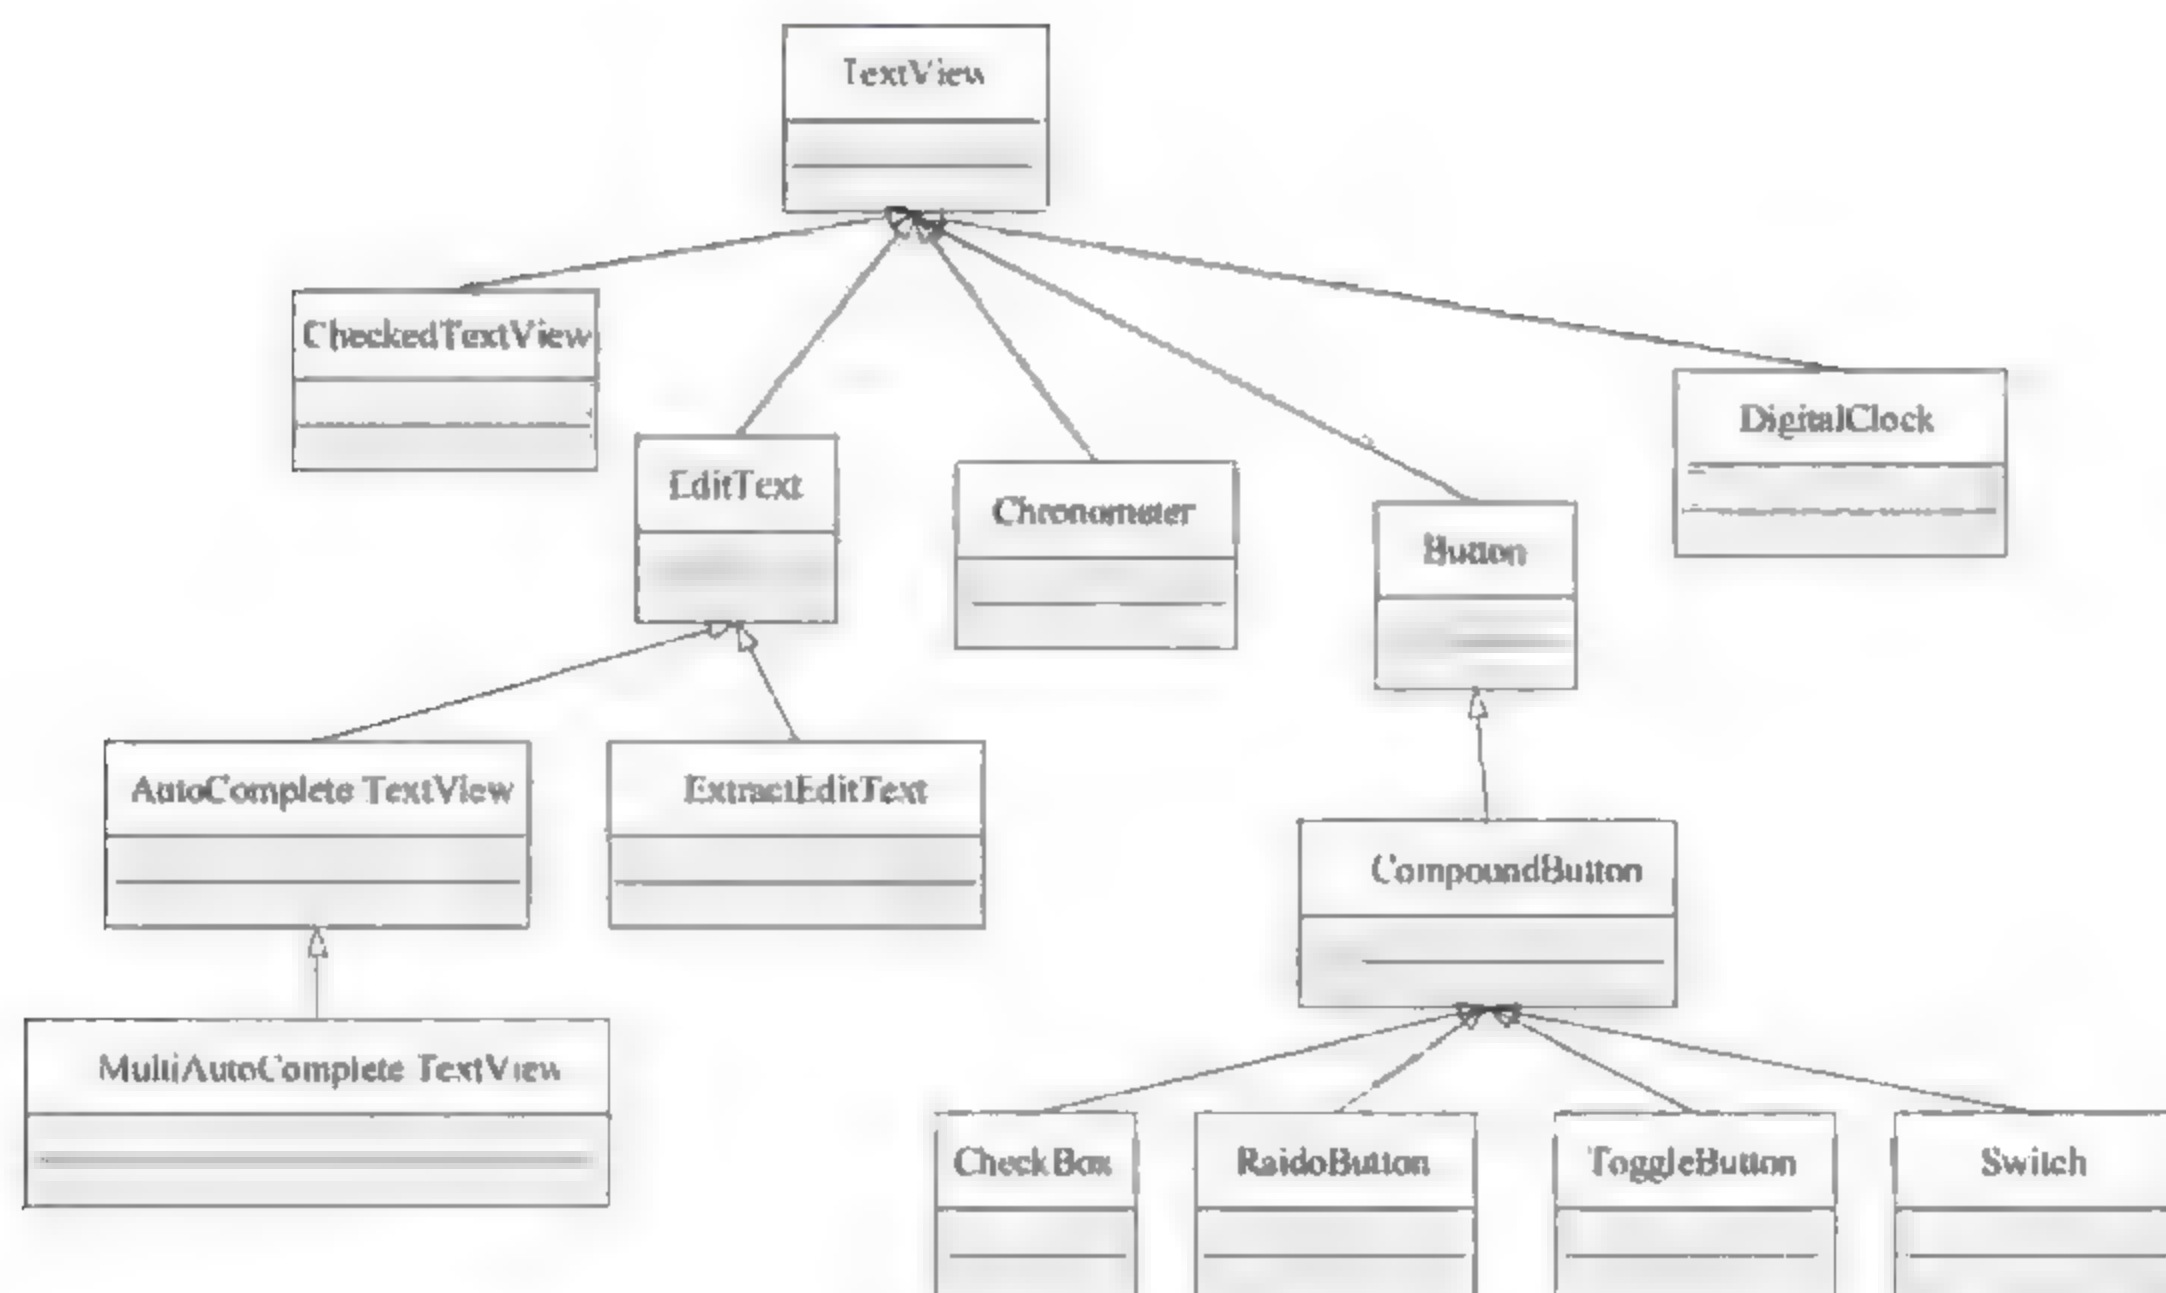 TextView
CheckedTextView
DigitalClock
EditText
Chronometer
Button
AutoComplete TextView
ExtractEditText
CompoundButton
MultiAutoComplete TextView
CheckBox
RaidoButton
ToggleButton
Switch